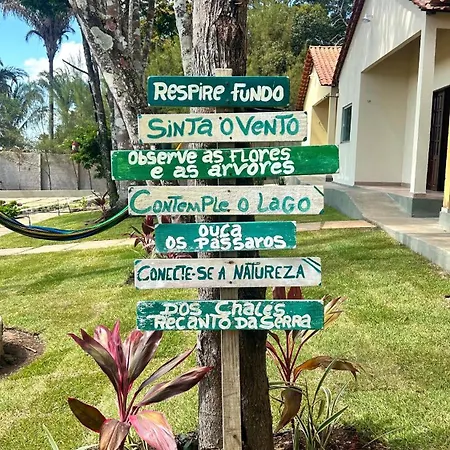 Respire fundo
Sinta o vento
Observe as flores
e as árvores
Contemple o lago
Ouça
os pássaros
Conecte-se a natureza
Dos Chalés
Recanto da Serra